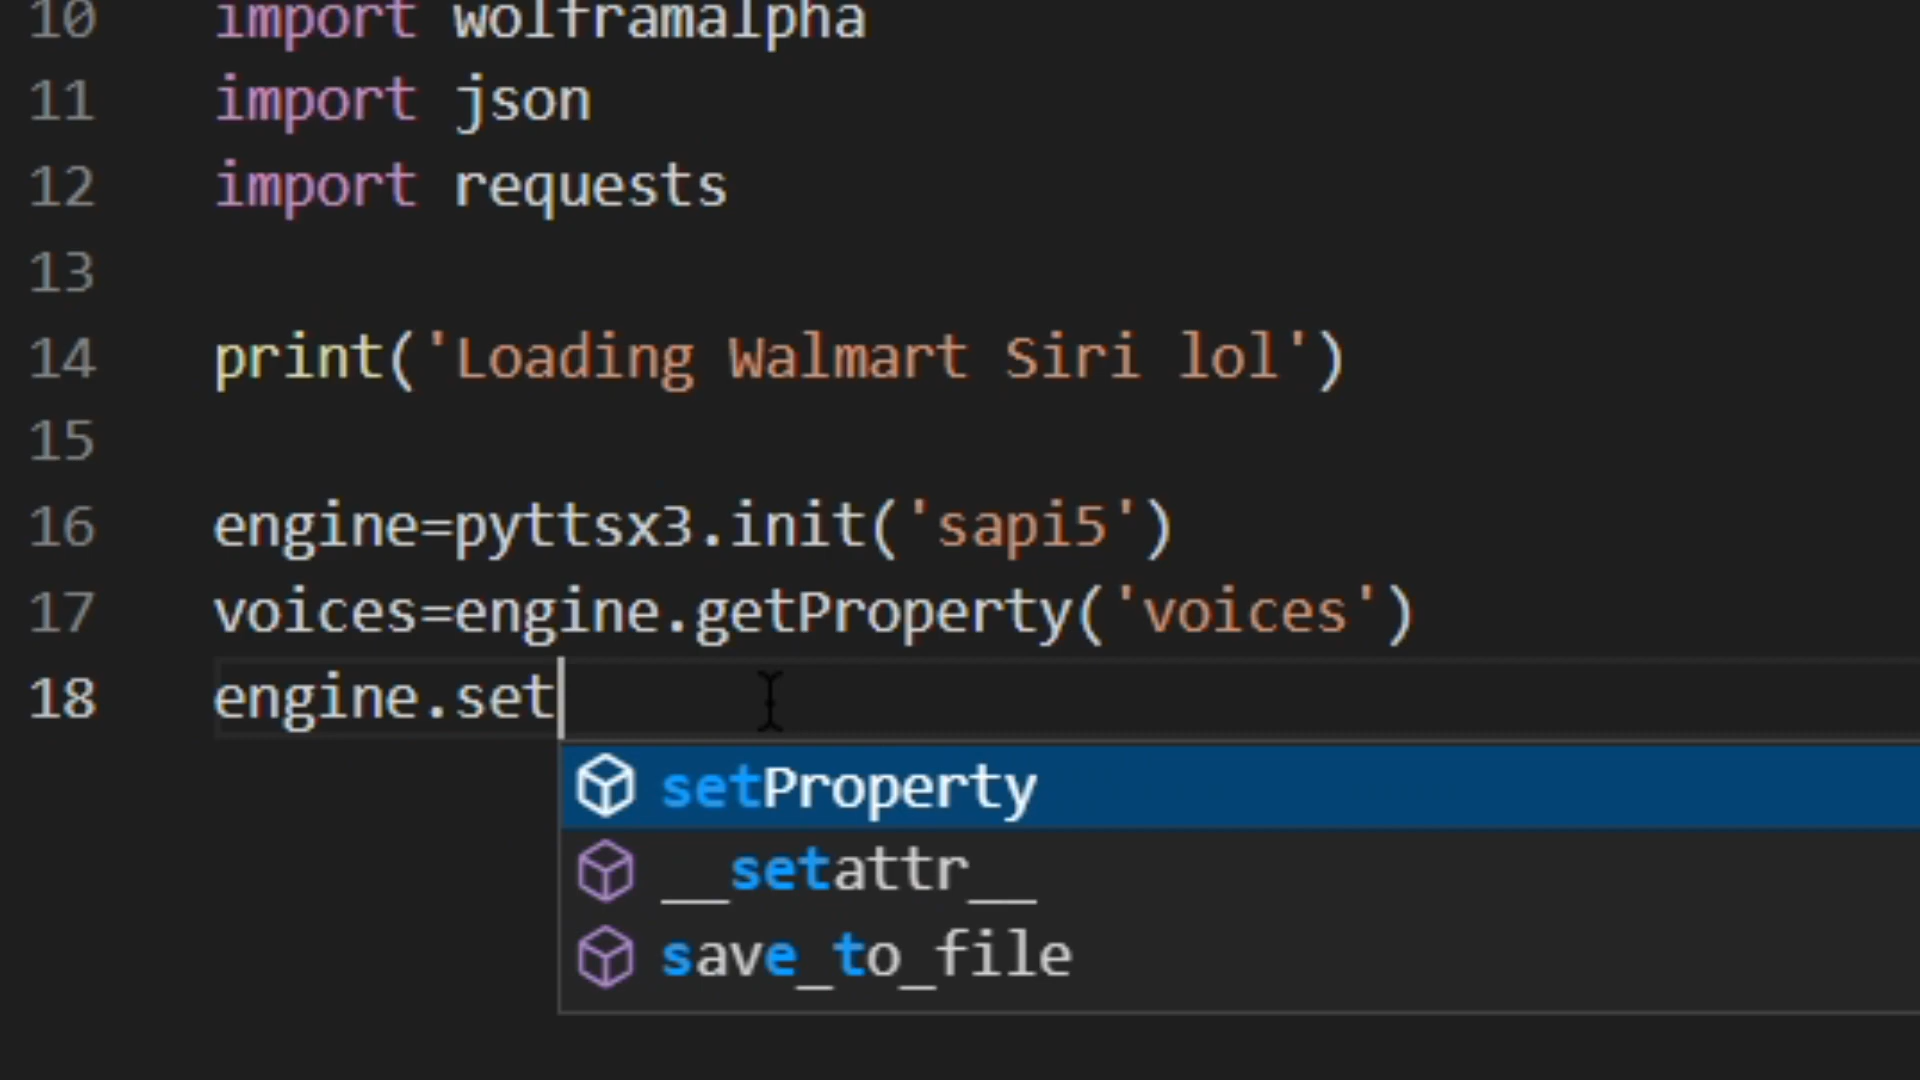 10 import wolframalpha
11 import json
12 import requests
13
14 print('Loading Walmart Siri lol')
15
16 engine=pyttsx3.init('sapi5')
17 voices=engine.getProperty('voices')
18 engine.set
setProperty
__setattr__
save_to_file